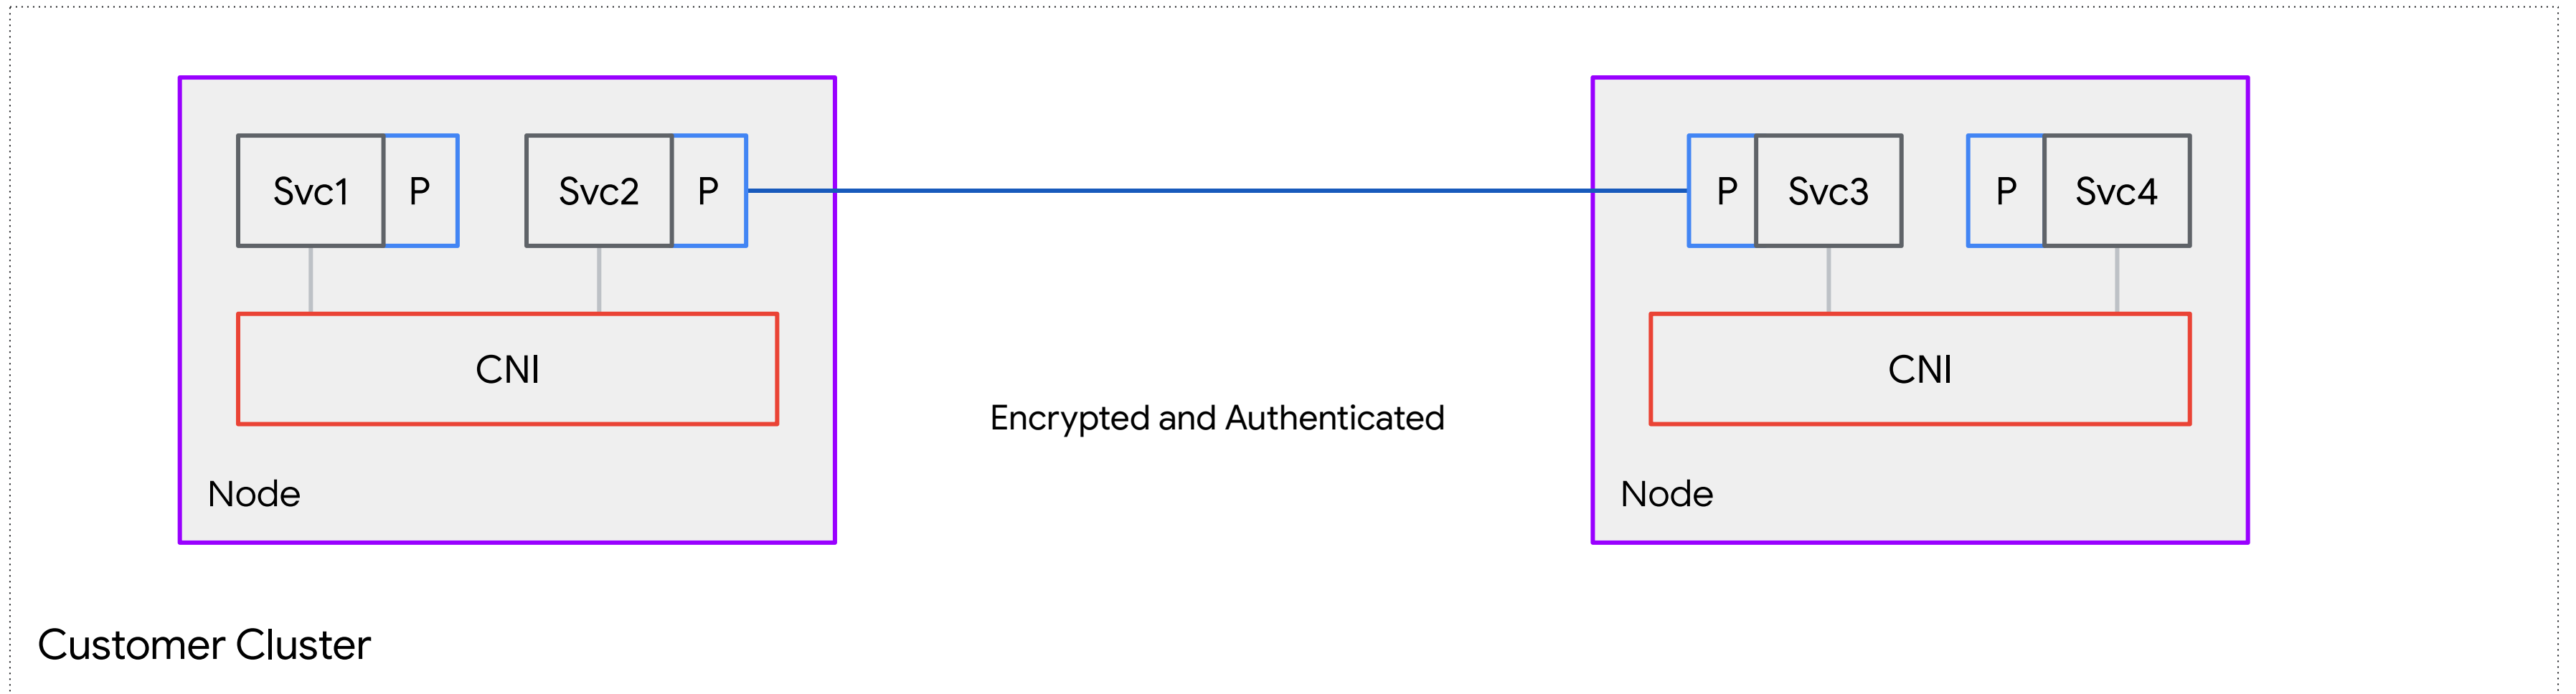 Svc1 P Svc2 P
P Svc3 P Svc4
CNI
CNI
Encrypted and Authenticated
Node
Node
Customer Cluster